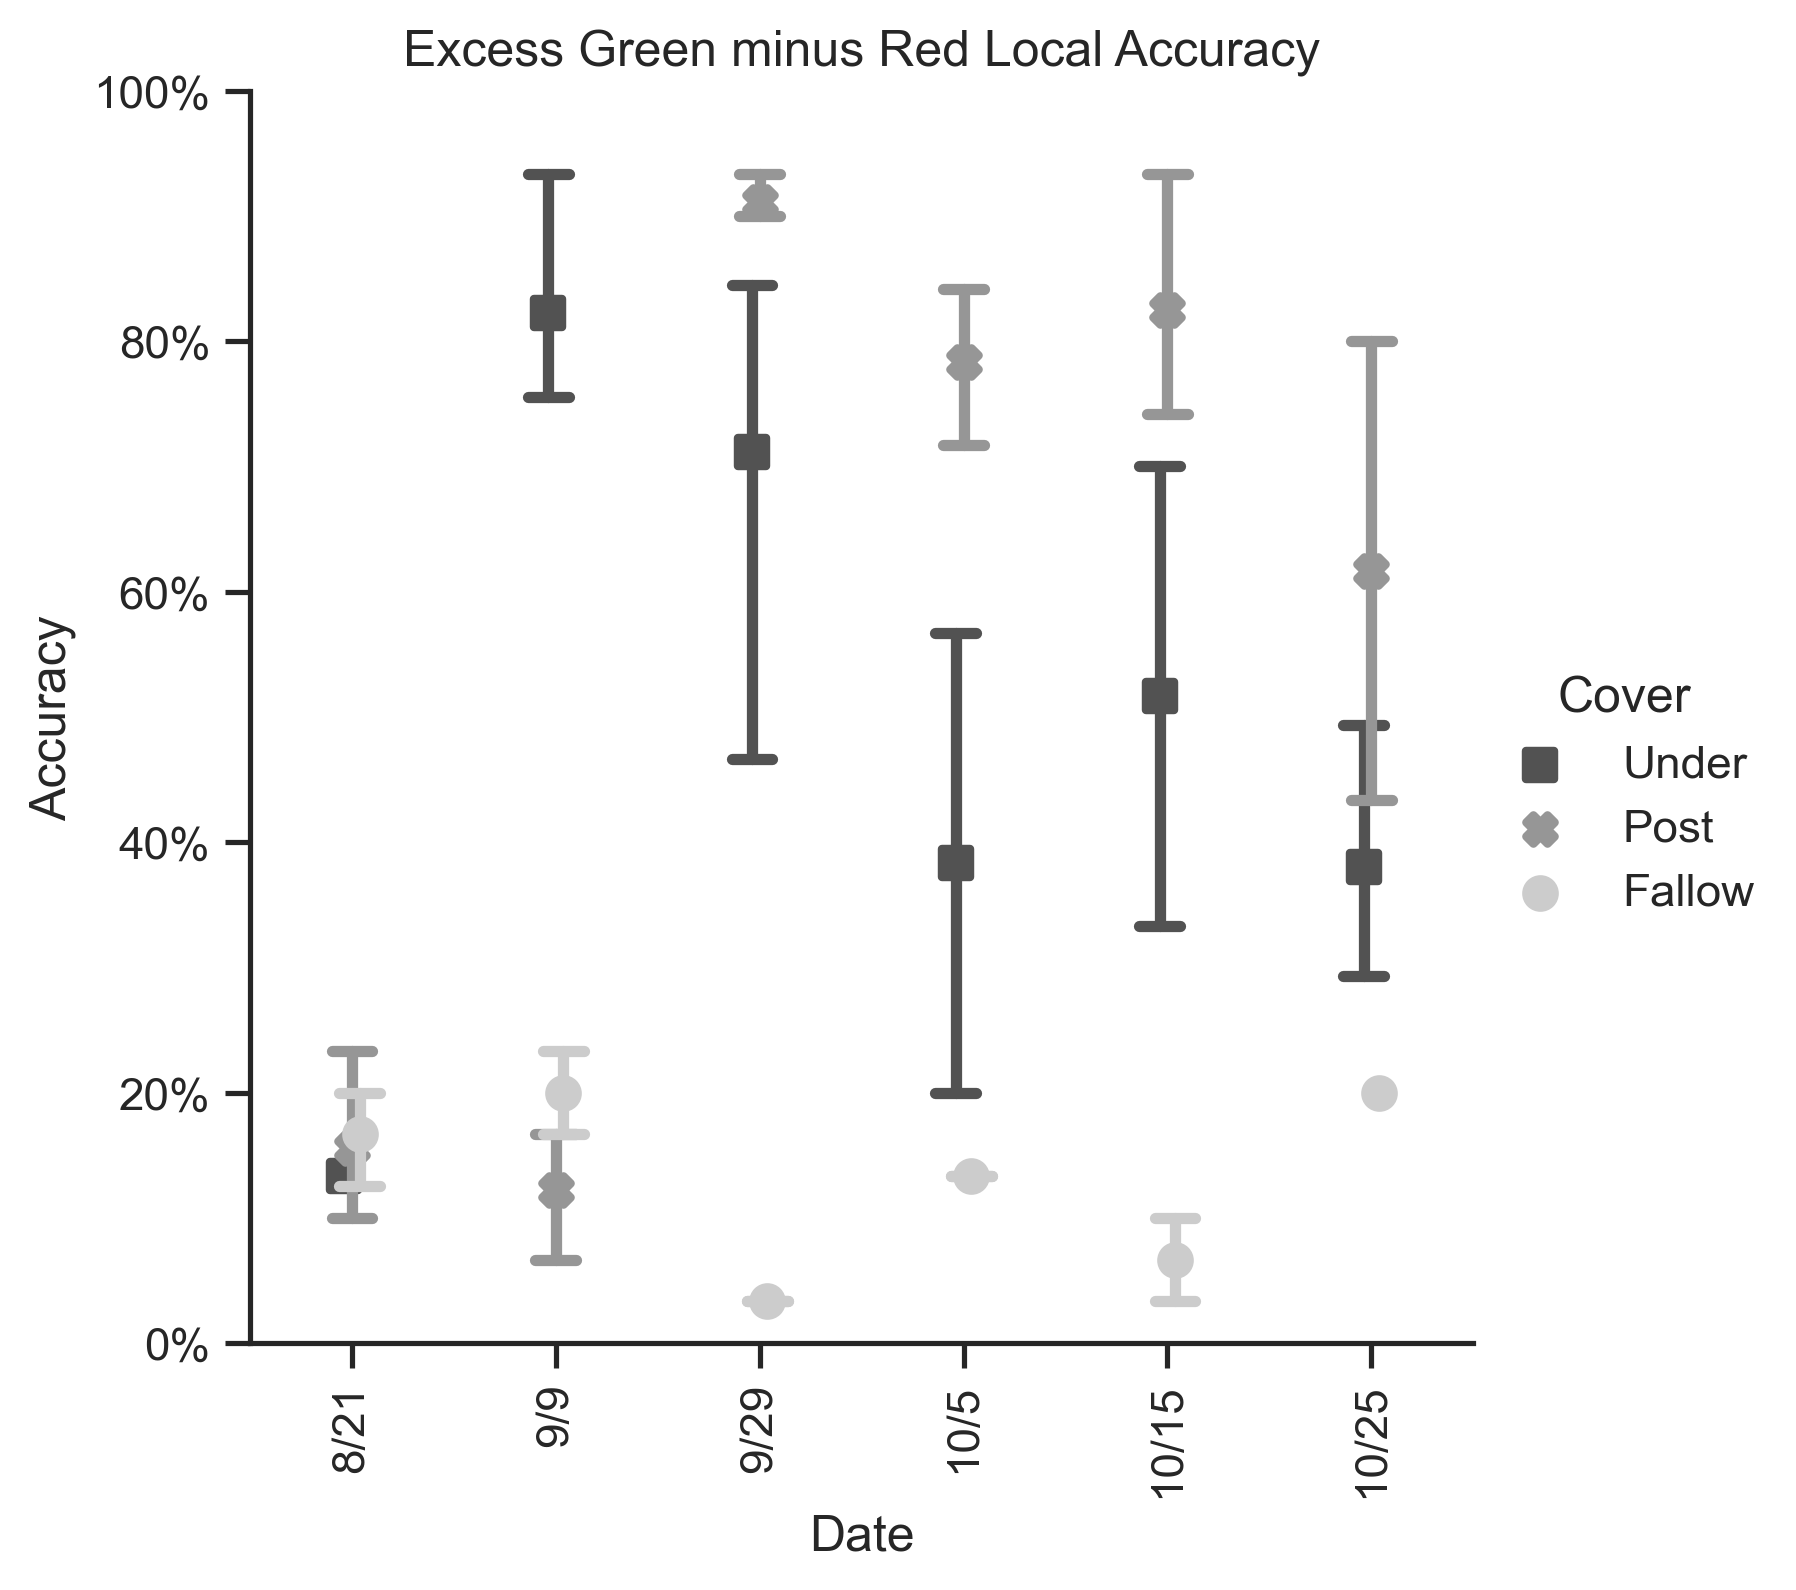 Excess Green minus Red Local Accuracy
100%
80%
60%
40%
20%
0%
Accuracy
8/21
9/9
9/29
10/5
10/15
10/25
Date
Cover
Under
Post
Fallow